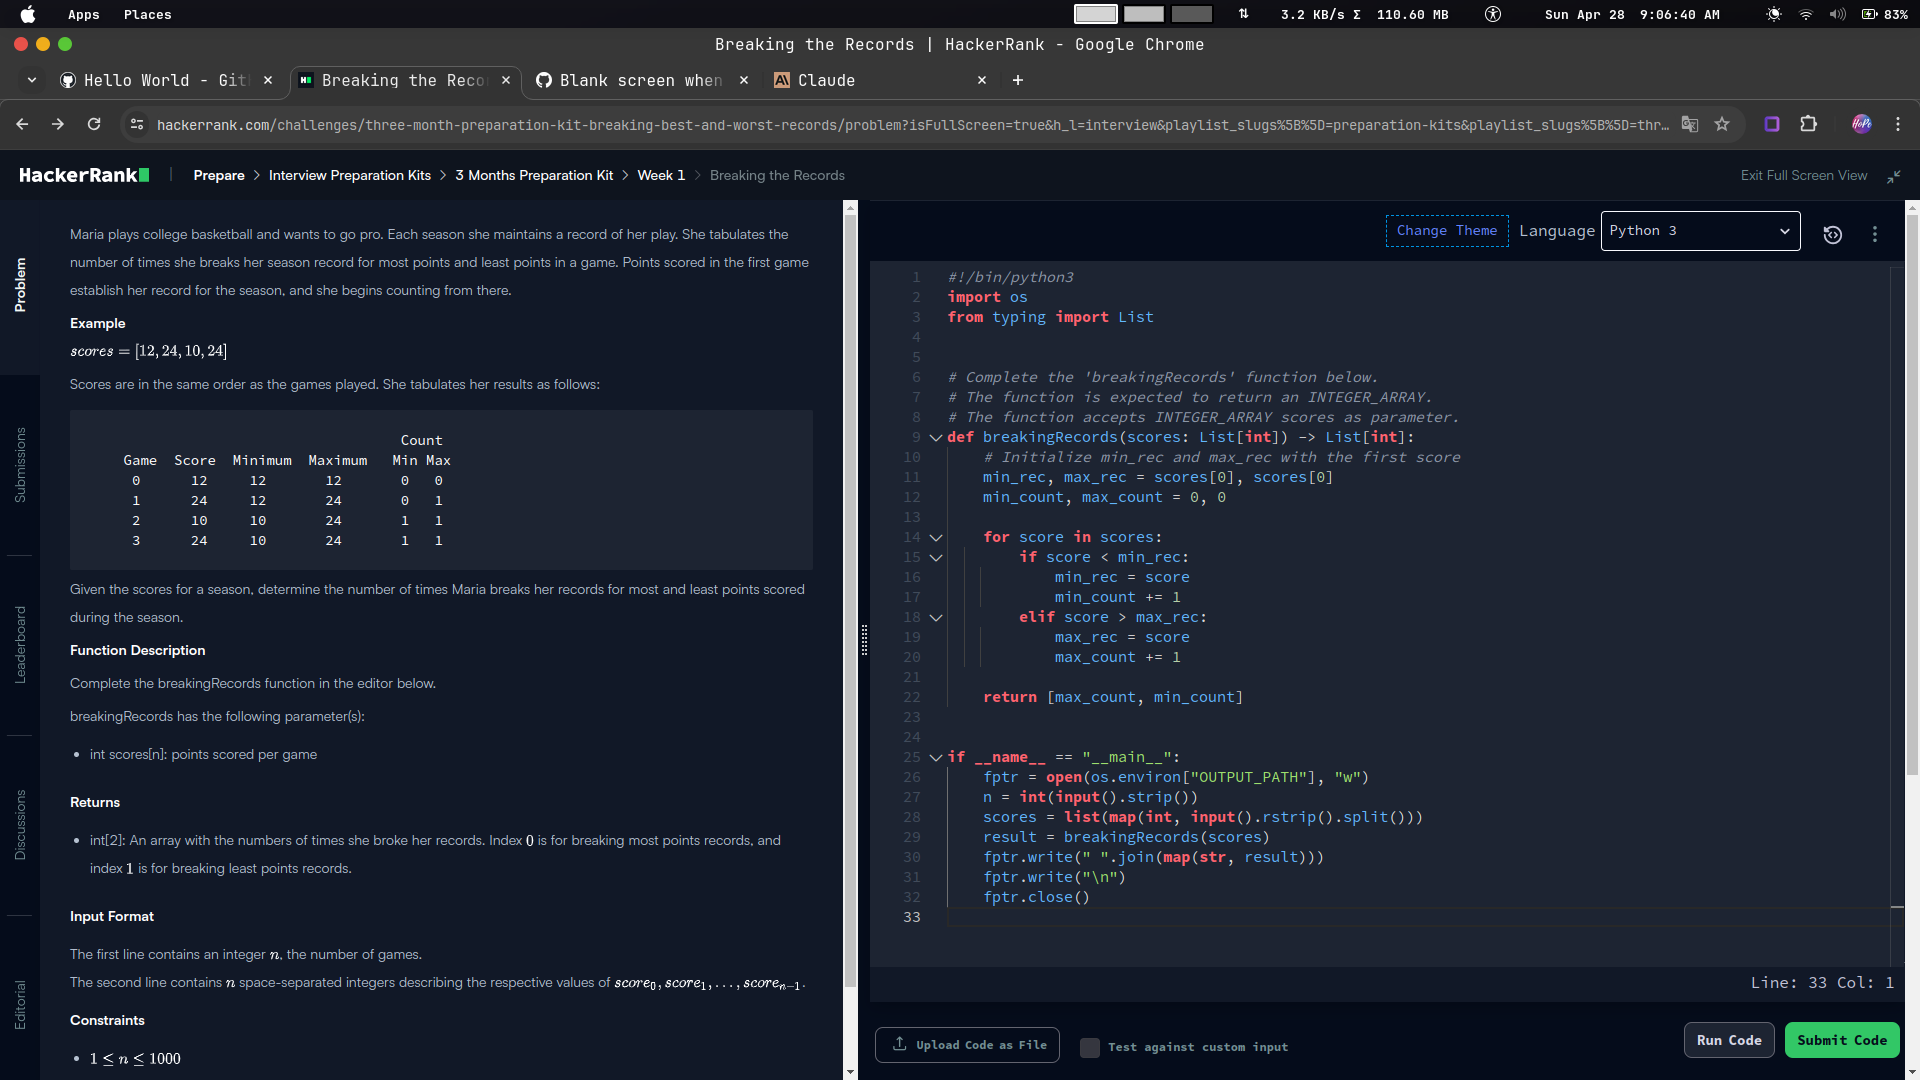 Apps Places
3.2 KB/s Σ 110.60 MB
Sun Apr 28 9:06:40 AM
83%
Breaking the Records | HackerRank - Google Chrome
Hello World - Git
Breaking the Reco
Blank screen when
Claude
hackerrank.com/challenges/three-month-preparation-kit-breaking-best-and-worst-records/problem?isFullScreen=true&h_l=interview&playlist_slugs%5B%5D=preparation-kits&playlist_slugs%5B%5D=thr...
HackerRank
Prepare > Interview Preparation Kits > 3 Months Preparation Kit > Week 1 > Breaking the Records
Exit Full Screen View
Problem
Submissions
Leaderboard
Discussions
Editorial
Maria plays college basketball and wants to go pro. Each season she maintains a record of her play. She tabulates the
number of times she breaks her season record for most points and least points in a game. Points scored in the first game
establish her record for the season, and she begins counting from there.
Example
scores = [12, 24, 10, 24]
Scores are in the same order as the games played. She tabulates her results as follows:
Count
Game Score Minimum Maximum Min Max
0 12 12 12 0 0
1 24 12 24 0 1
2 10 10 24 1 1
3 24 10 24 1 1
Given the scores for a season, determine the number of times Maria breaks her records for most and least points scored
during the season.
Function Description
Complete the breakingRecords function in the editor below.
breakingRecords has the following parameter(s):
• int scores[n]: points scored per game
Returns
• int[2]: An array with the numbers of times she broke her records. Index 0 is for breaking most points records, and
index 1 is for breaking least points records.
Input Format
The first line contains an integer n, the number of games.
The second line contains n space-separated integers describing the respective values of score₀, score₁, . . . , scoreₙ₋₁.
Constraints
• 1 ≤ n ≤ 1000
Change Theme
Language
Python 3
1 #!/bin/python3
2 import os
3 from typing import List
4
5
6 # Complete the 'breakingRecords' function below.
7 # The function is expected to return an INTEGER_ARRAY.
8 # The function accepts INTEGER_ARRAY scores as parameter.
9 def breakingRecords(scores: List[int]) -> List[int]:
10     # Initialize min_rec and max_rec with the first score
11     min_rec, max_rec = scores[0], scores[0]
12     min_count, max_count = 0, 0
13
14     for score in scores:
15         if score < min_rec:
16             min_rec = score
17             min_count += 1
18         elif score > max_rec:
19             max_rec = score
20             max_count += 1
21
22     return [max_count, min_count]
23
24
25 if __name__ == "__main__":
26     fptr = open(os.environ["OUTPUT_PATH"], "w")
27     n = int(input().strip())
28     scores = list(map(int, input().rstrip().split()))
29     result = breakingRecords(scores)
30     fptr.write(" ".join(map(str, result)))
31     fptr.write("\n")
32     fptr.close()
33
Line: 33 Col: 1
Upload Code as File
Test against custom input
Run Code
Submit Code